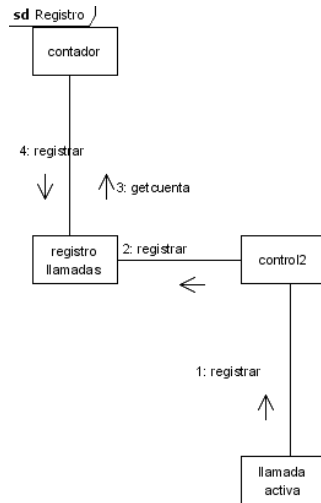 sd Registro
contador
4: registrar
3: getcuenta
registro
llamadas
2: registrar
control2
1: registrar
llamada
activa